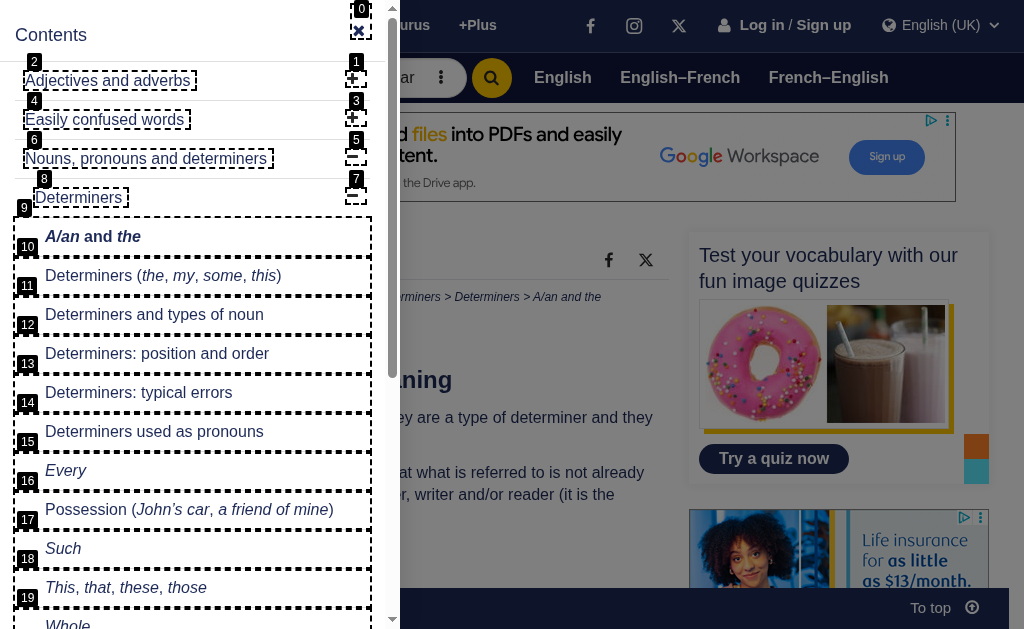 Contents
0
2
1
Adjectives and adverbs
4
3
Easily confused words
6
5
Nouns, pronouns and determiners
8
7
Determiners
9
A/an and the
10
Determiners (the, my, some, this)
11
Determiners and types of noun
12
Determiners: position and order
13
Determiners: typical errors
14
Determiners used as pronouns
15
Every
16
Possession (John's car, a friend of mine)
17
Such
18
This, that, these, those
19
Whole
+Plus
Log in / Sign up
English (UK)
ar
English
English–French
French–English
files into PDFs and easily
the Drive app.
Google Workspace
Sign up
> Determiners > A/an and the
ey are a type of determiner and they
at what is referred to is not already
r, writer and/or reader (it is the
Test your vocabulary with our
fun image quizzes
Try a quiz now
Life insurance
for as little
as $13/month.
To top